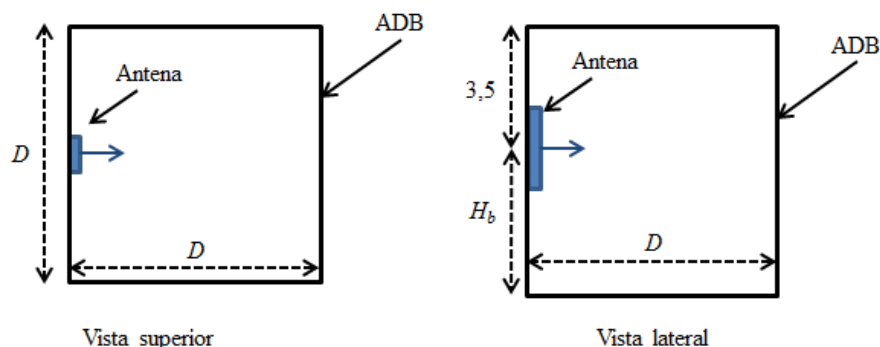 ADB
Antena
D
D
Vista superior
ADB
Antena
3,5
H_b
D
Vista lateral